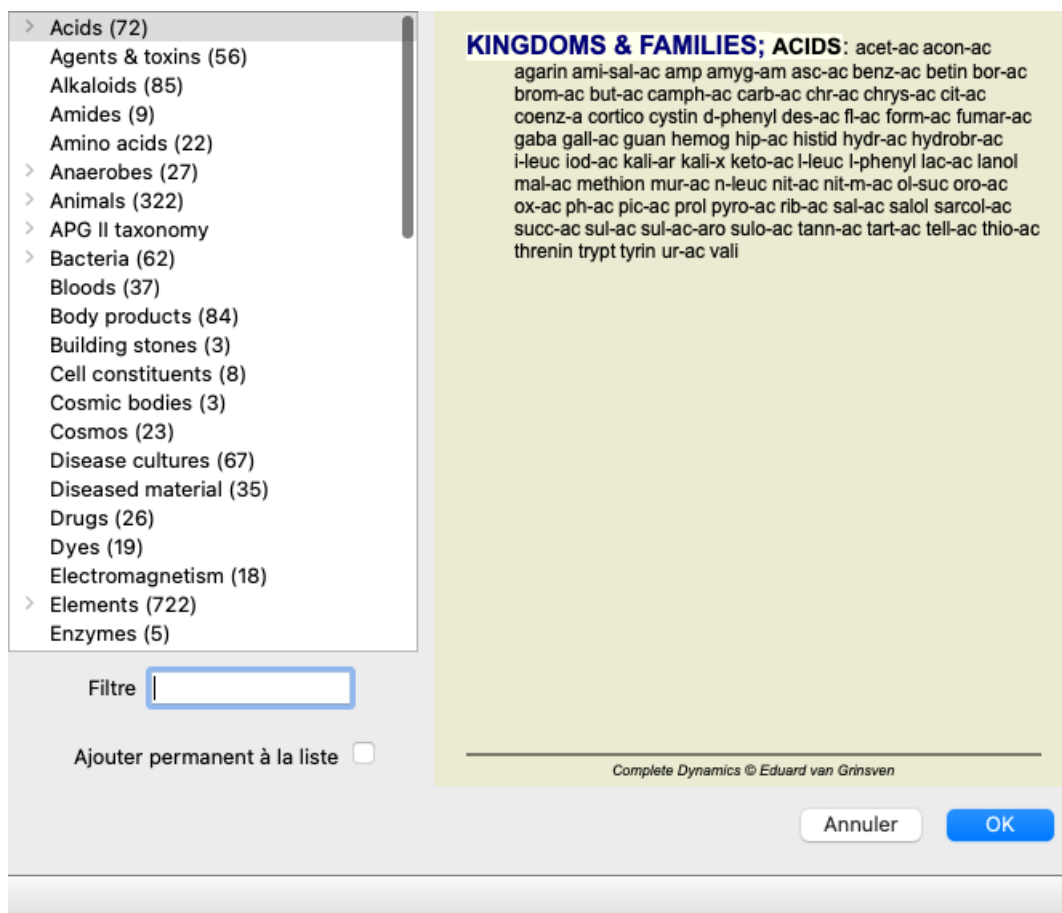 Acids (72)
Agents & toxins (56)
Alkaloids (85)
Amides (9)
Amino acids (22)
Anaerobes (27)
Animals (322)
APG II taxonomy
Bacteria (62)
Bloods (37)
Body products (84)
Building stones (3)
Cell constituents (8)
Cosmic bodies (3)
Cosmos (23)
Disease cultures (67)
Diseased material (35)
Drugs (26)
Dyes (19)
Electromagnetism (18)
Elements (722)
Enzymes (5)
Filtre
Ajouter permanent à la liste
KINGDOMS & FAMILIES; ACIDS: acet-ac acon-ac
agarin ami-sal-ac amp amyg-am asc-ac benz-ac betin bor-ac
brom-ac but-ac camph-ac carb-ac chr-ac chrys-ac cit-ac
coenz-a cortico cystin d-phenyl des-ac fl-ac form-ac fumar-ac
gaba gall-ac guan hemog hip-ac histid hydr-ac hydrobr-ac
i-leuc iod-ac kali-ar kali-x keto-ac l-leuc l-phenyl lac-ac lanol
mal-ac methion mur-ac n-leuc nit-ac nit-m-ac ol-suc oro-ac
ox-ac ph-ac pic-ac prol pyro-ac rib-ac sal-ac salol sarcol-ac
succ-ac sul-ac sul-ac-aro sulo-ac tann-ac tart-ac tell-ac thio-ac
threnin trypt tyrin ur-ac vali
Complete Dynamics © Eduard van Grinsven
Annuler
OK